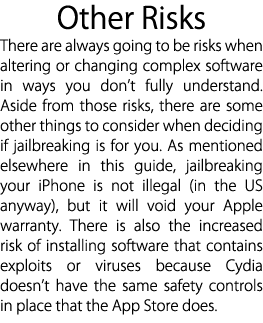 Other Risks
There are always going to be risks when
altering or changing complex software
in ways you don't fully understand.
Aside from those risks, there are some
other things to consider when deciding
if jailbreaking is for you. As mentioned
elsewhere in this guide, jailbreaking
your iPhone is not illegal (in the US
anyway), but it will void your Apple
warranty. There is also the increased
risk of installing software that contains
exploits or viruses because Cydia
doesn't have the same safety controls
in place that the App Store does.